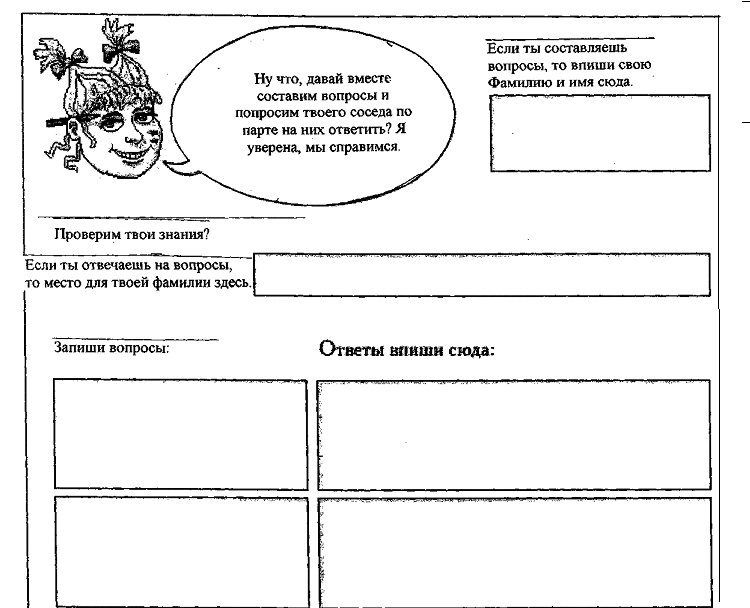 Ну что, давай вместе
составим вопросы и
попросим твоего соседа по
парте на них ответить? Я
уверена, мы справимся.
Если ты составляешь
вопросы, то впиши свою
Фамилию и имя сюда.
Проверим твои знания?
Если ты отвечаешь на вопросы,
то место для твоей фамилии здесь.
Запиши вопросы:
Ответы впиши сюда: